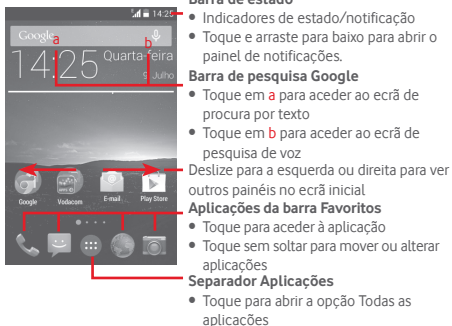 Barra de estado
• Indicadores de estado/notificação
• Toque e arraste para baixo para abrir o
painel de notificações.
Barra de pesquisa Google
• Toque em a para aceder ao ecrã de
procura por texto
• Toque em b para aceder ao ecrã de
pesquisa de voz
Deslize para a esquerda ou direita para ver
outros painéis no ecrã inicial
Aplicações da barra Favoritos
• Toque para aceder à aplicação
• Toque sem soltar para mover ou alterar
aplicações
Separador Aplicações
• Toque para abrir a opção Todas as
aplicações
14:25
Google a b
14:25 Quarta-feira
9 Julho
Google Vodacom E-mail Play Store